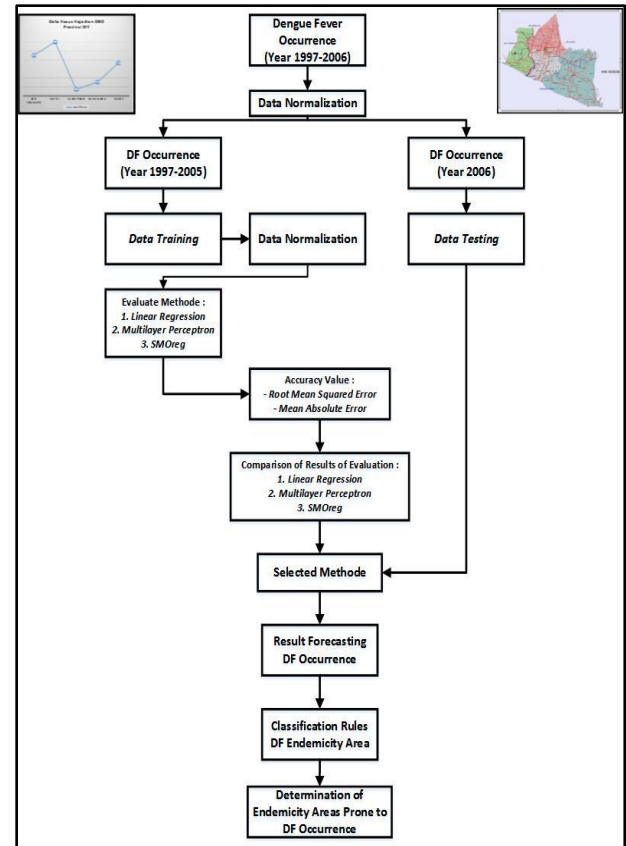 Dengue Fever
Occurrence
(Year 1997-2006)
Data Normalization
DF Occurrence
(Year 1997-2005)
DF Occurrence
(Year 2006)
Data Training
Data Normalization
Data Testing
Evaluate Methode :
1. Linear Regression
2. Multilayer Perceptron
3. SMOreg
Accuracy Value :
- Root Mean Squared Error
- Mean Absolute Error
Comparison of Results of Evaluation :
1. Linear Regression
2. Multilayer Perceptron
3. SMOreg
Selected Methode
Result Forecasting
DF Occurrence
Classification Rules
DF Endemicity Area
Determination of
Endemicity Areas Prone to
DF Occurrence